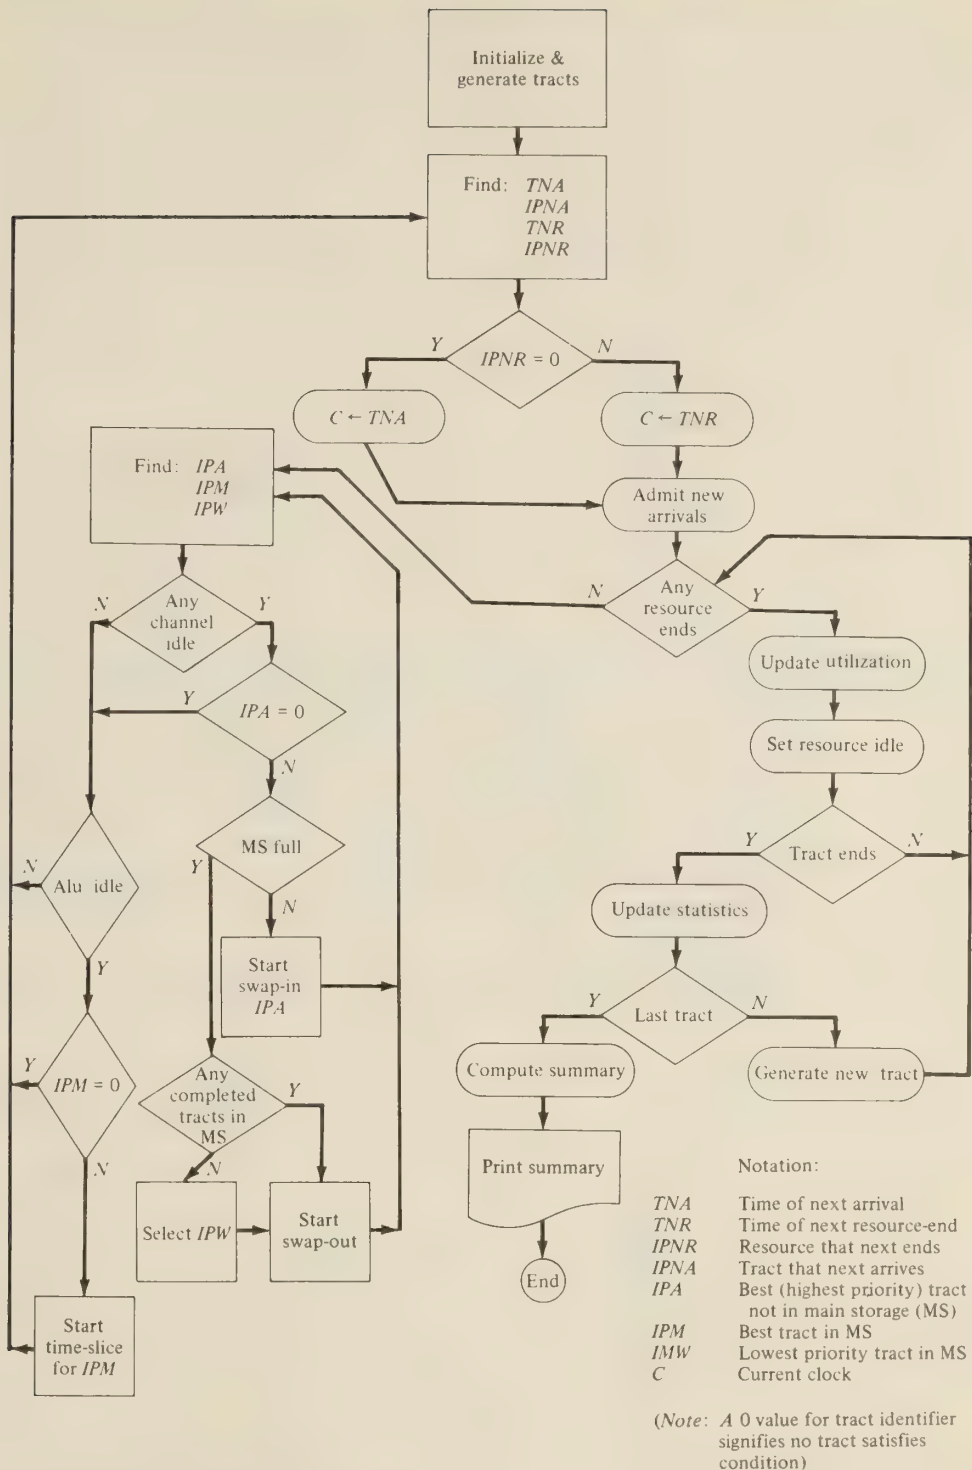 Initialize &
generate tracts
Find: TNA
IPNA
TNR
IPNR
Y
IPNR = 0
N
C ← TNA
C ← TNR
Find: IPA
IPM
IPW
Admit new
arrivals
N
Any
channel
idle
Y
N
Any
resource
ends
Y
Update utilization
Y
IPA = 0
N
Set resource idle
MS full
Y
N
Y
Tract ends
N
N
Alu idle
Y
Update statistics
Start
swap-in
IPA
Y
Last tract
N
Y
IPM = 0
N
Any
completed
tracts in
MS
Y
N
Compute summary
Generate new tract
Select IPW
Start
swap-out
Print summary
End
Start
time-slice
for IPM
Notation:
TNA Time of next arrival
TNR Time of next resource-end
IPNR Resource that next ends
IPNA Tract that next arrives
IPA Best (highest priority) tract
not in main storage (MS)
IPM Best tract in MS
IMW Lowest priority tract in MS
C Current clock
(Note: A 0 value for tract identifier
signifies no tract satisfies
condition)